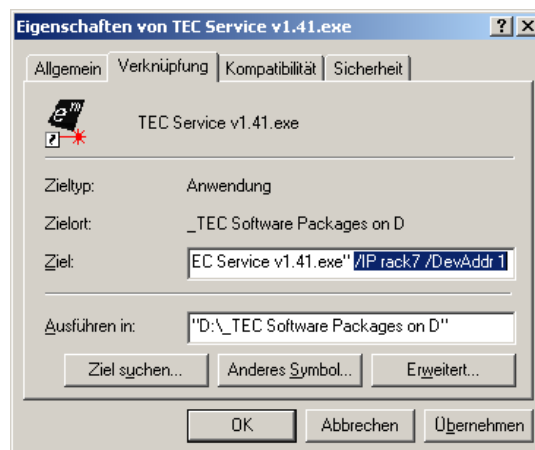 Eigenschaften von TEC Service v1.41.exe
Allgemein Verknüpfung Kompatibilität Sicherheit
em
TEC Service v1.41.exe
Zieltyp: Anwendung
Zielort: _TEC Software Packages on D
Ziel: EC Service v1.41.exe" /IP rack7 /DevAddr 1
Ausführen in: "D:\_TEC Software Packages on D"
Ziel suchen... Anderes Symbol... Erweitert...
OK Abbrechen Übernehmen